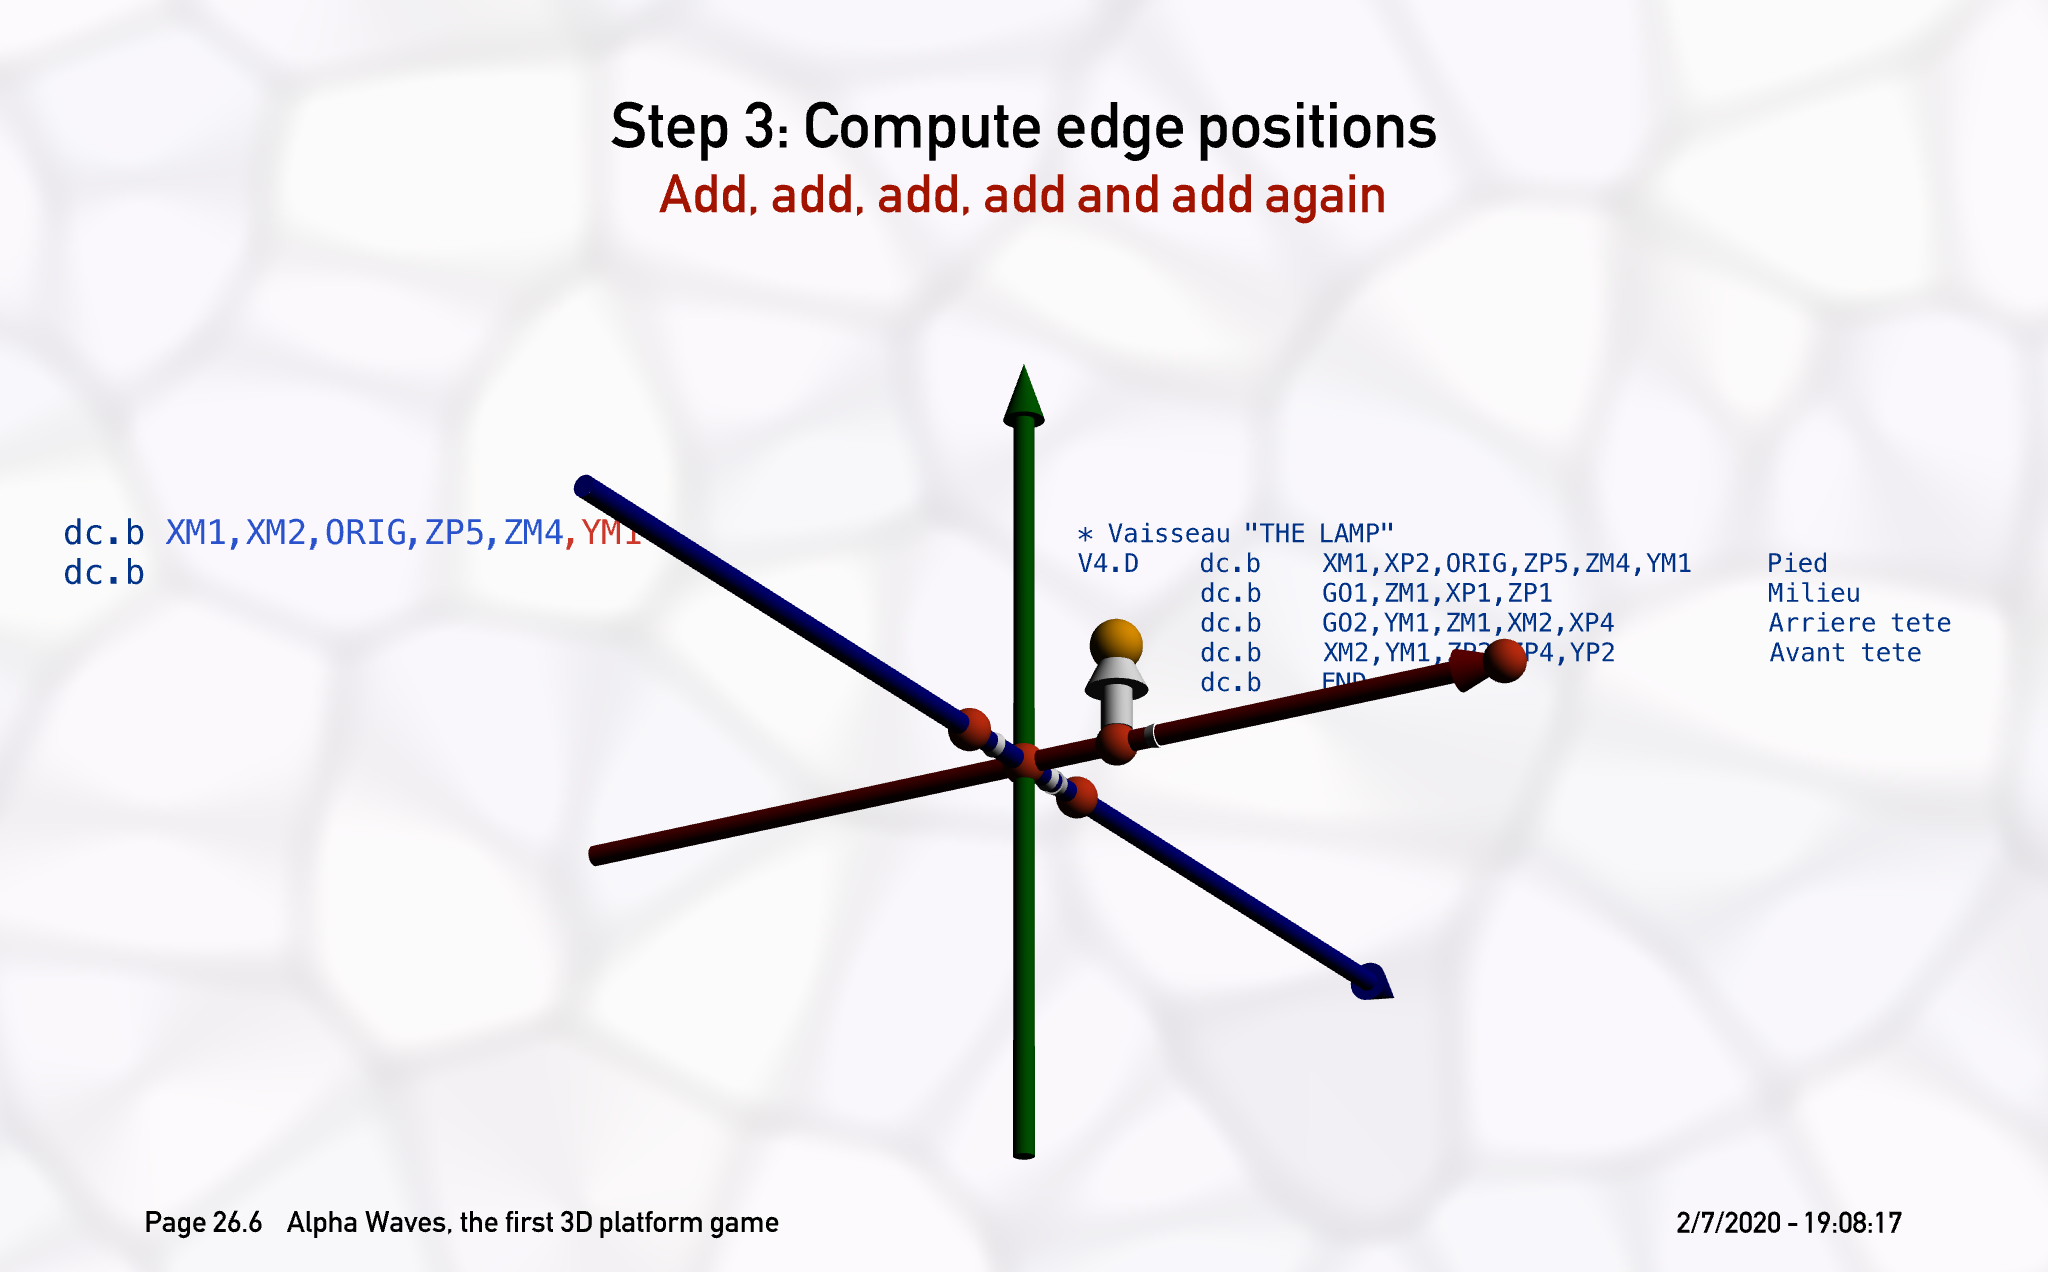 Step 3: Compute edge positions
Add, add, add, add and add again
dc.b XM1,XM2,ORIG,ZP5,ZM4,YM1
dc.b
* Vaisseau "THE LAMP"
V4.D dc.b XM1,XP2,ORIG,ZP5,ZM4,YM1 Pied
dc.b GO1,ZM1,XP1,ZP1 Milieu
dc.b GO2,YM1,ZM1,XM2,XP4 Arriere tete
dc.b XM2,YM1, YP2 Avant tete
dc.b END
Page 26.6 Alpha Waves, the first 3D platform game
2/7/2020 - 19:08:17